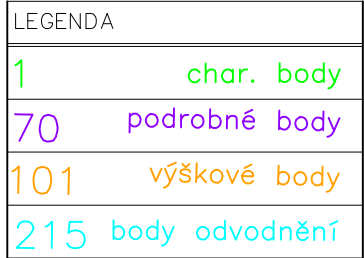 LEGENDA
1 char. body
70 podrobné body
101 výškové body
215 body odvodnění